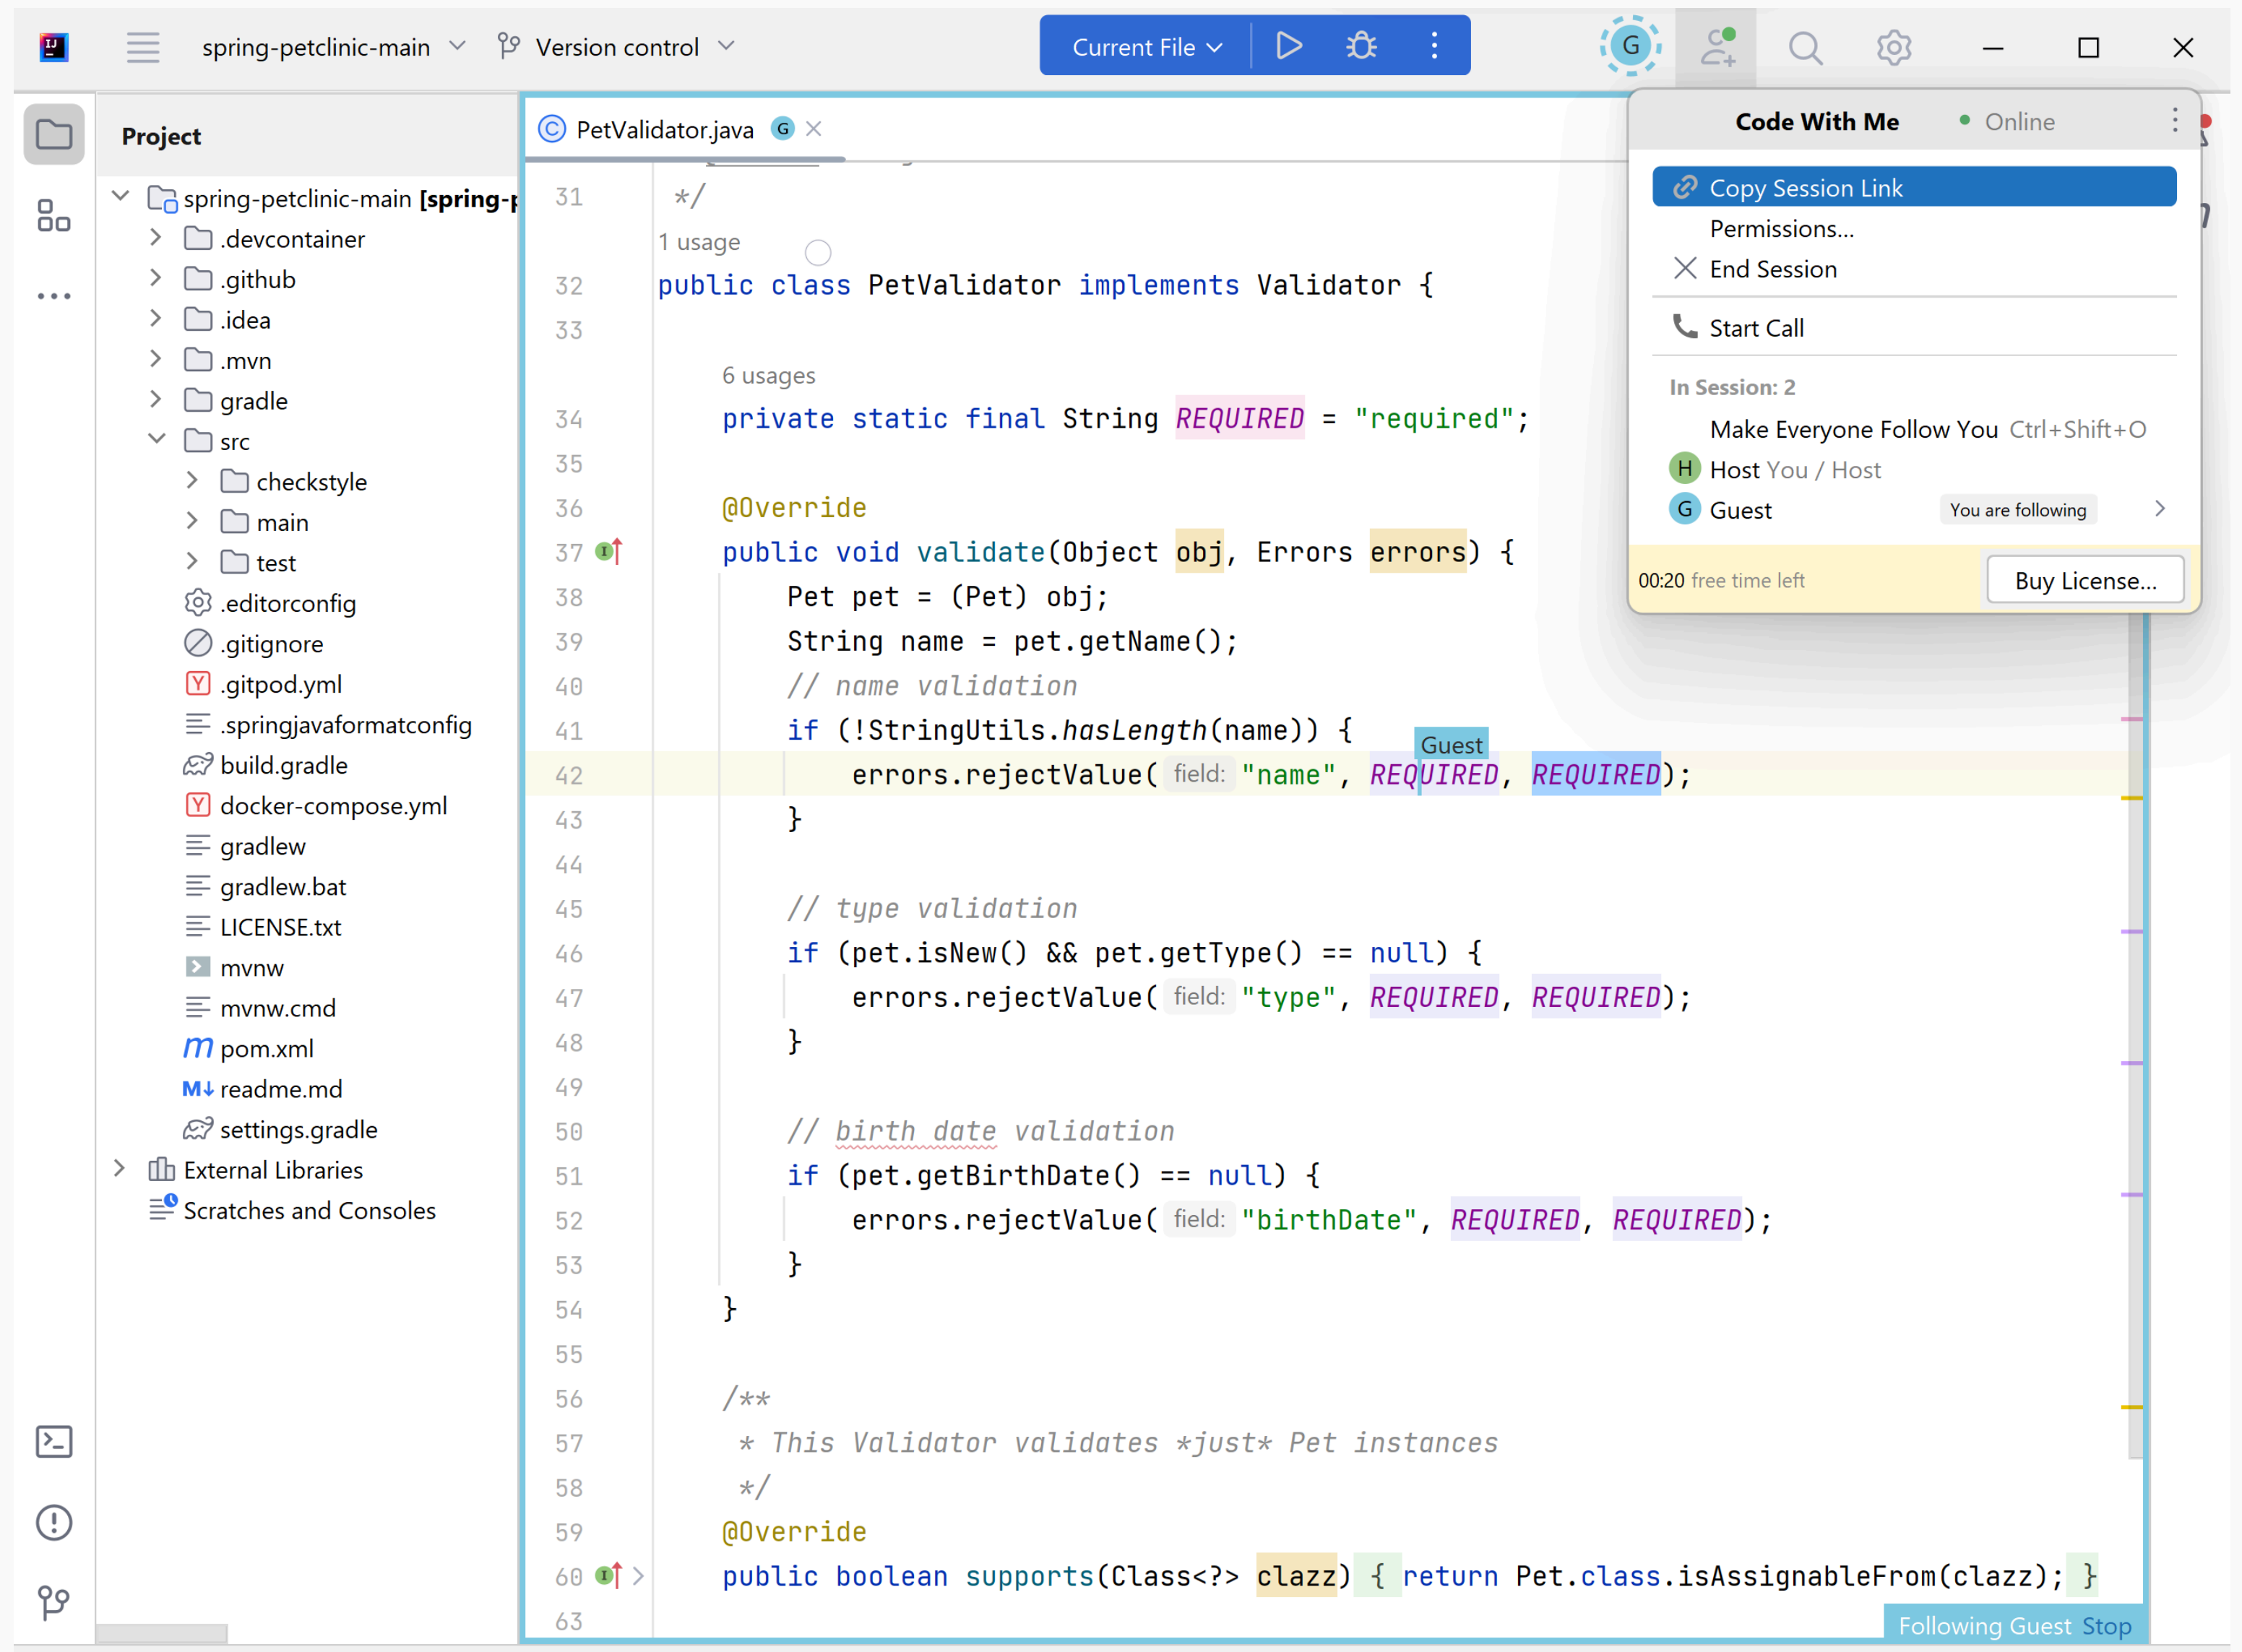 spring-petclinic-main Version control Current File G
Project
spring-petclinic-main [spring-p
.devcontainer
.github
.idea
.mvn
gradle
src
checkstyle
main
test
.editorconfig
.gitignore
.gitpod.yml
.springjavaformatconfig
build.gradle
docker-compose.yml
gradlew
gradlew.bat
LICENSE.txt
mvnw
mvnw.cmd
pom.xml
readme.md
settings.gradle
External Libraries
Scratches and Consoles
PetValidator.java G
31 */
1 usage
32 public class PetValidator implements Validator {
33
6 usages
34 private static final String REQUIRED = "required";
35
36 @Override
37 public void validate(Object obj, Errors errors) {
38 Pet pet = (Pet) obj;
39 String name = pet.getName();
40 // name validation
41 if (!StringUtils.hasLength(name)) {
Guest
42 errors.rejectValue( field: "name", REQUIRED, REQUIRED);
43 }
44
45 // type validation
46 if (pet.isNew() && pet.getType() == null) {
47 errors.rejectValue( field: "type", REQUIRED, REQUIRED);
48 }
49
50 // birth date validation
51 if (pet.getBirthDate() == null) {
52 errors.rejectValue( field: "birthDate", REQUIRED, REQUIRED);
53 }
54 }
55
56 /**
57 * This Validator validates *just* Pet instances
58 */
59 @Override
60 public boolean supports(Class<?> clazz) { return Pet.class.isAssignableFrom(clazz); }
63
Following Guest Stop
Code With Me Online
Copy Session Link
Permissions...
End Session
Start Call
In Session: 2
Make Everyone Follow You Ctrl+Shift+O
H Host You / Host
G Guest You are following
00:20 free time left Buy License...